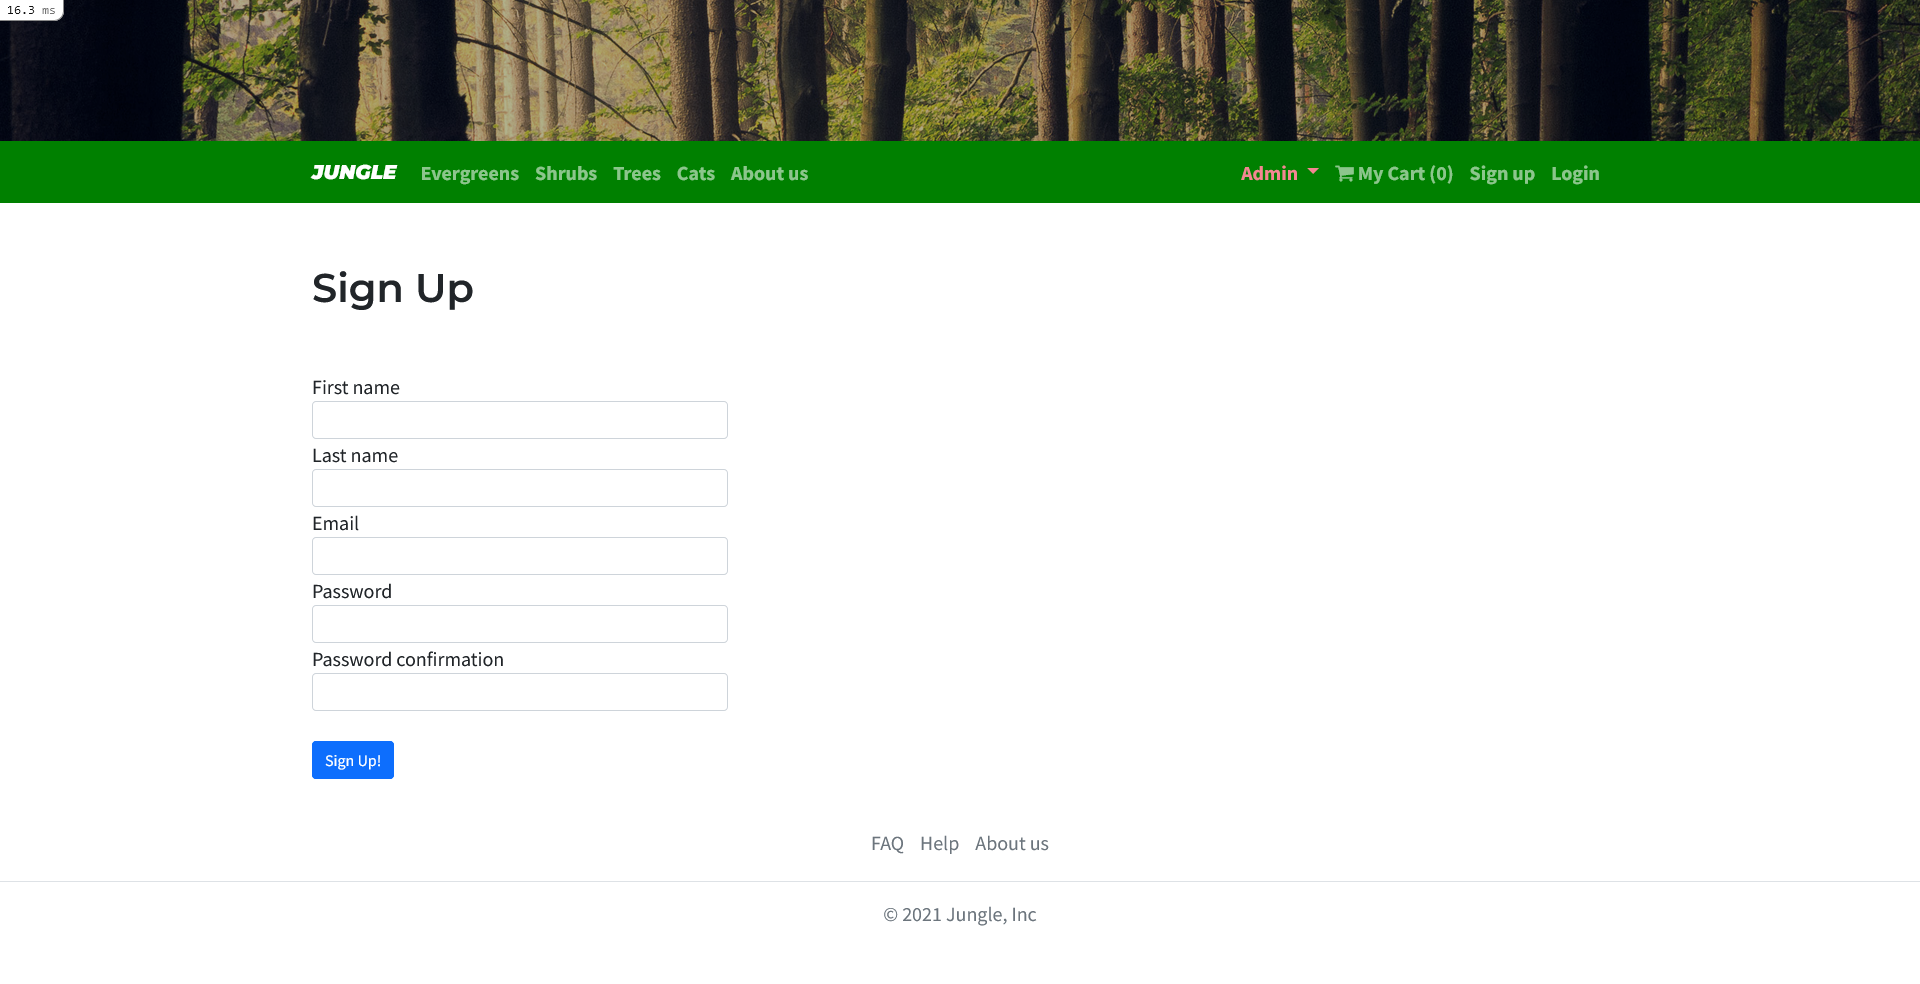 16.3 ms
JUNGLE Evergreens Shrubs Trees Cats About us Admin My Cart (0) Sign up Login
Sign Up
First name
Last name
Email
Password
Password confirmation
Sign Up!
FAQ Help About us
© 2021 Jungle, Inc